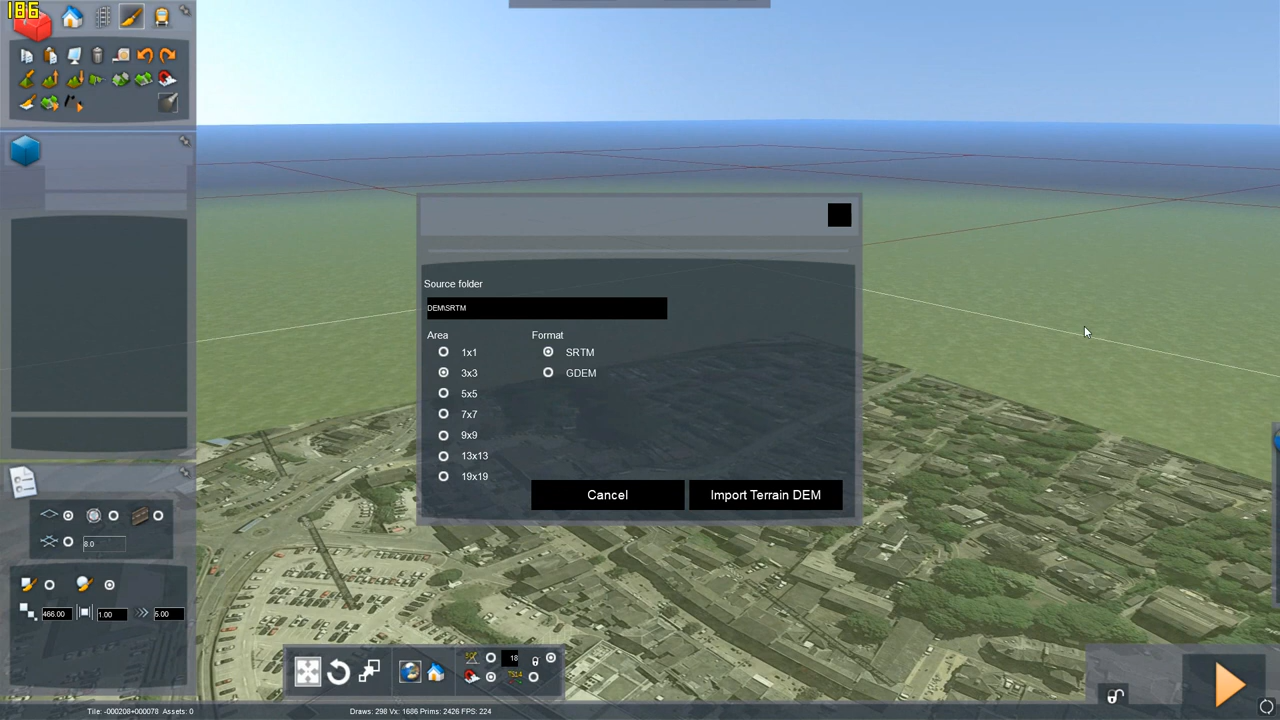 186
Source folder
DEM\SRTM
Area Format
1x1 SRTM
3x3 GDEM
5x5
7x7
9x9
13x13
19x19
Cancel Import Terrain DEM
8.0
466.00 1.00 5.00
18
Tile: -000208+000078 Assets: 0 Draws: 298 Vx: 1686 Prims: 2426 FPS: 224